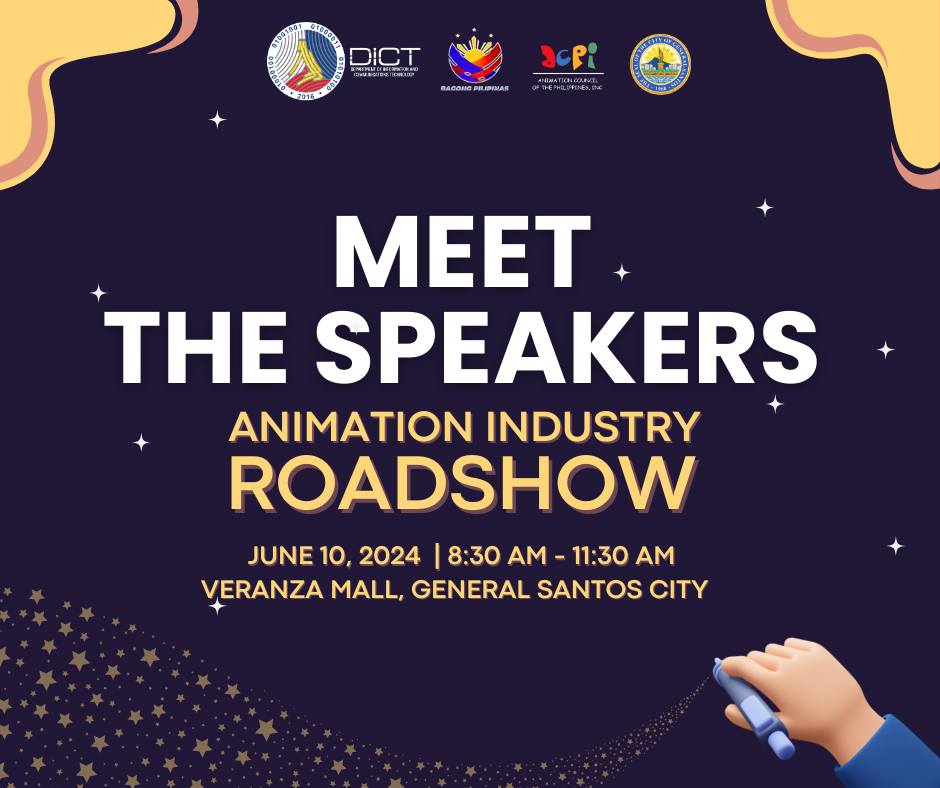 DICT
DEPARTMENT OF INFORMATION AND
COMMUNICATIONS TECHNOLOGY
2016
BAGONG PILIPINAS
acpi
ANIMATION COUNCIL
OF THE PHILIPPINES, INC
MEET
THE SPEAKERS
ANIMATION INDUSTRY
ROADSHOW
JUNE 10, 2024 | 8:30 AM - 11:30 AM
VERANZA MALL, GENERAL SANTOS CITY